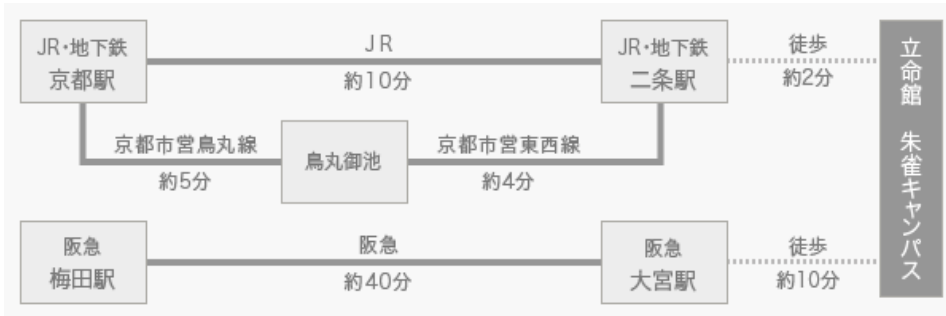 JR・地下鉄
京都駅
JR
約10分
JR・地下鉄
二条駅
徒歩
約2分
京都市営烏丸線
約5分
烏丸御池
京都市営東西線
約4分
阪急
梅田駅
阪急
約40分
阪急
大宮駅
徒歩
約10分
立命館 朱雀キャンパス